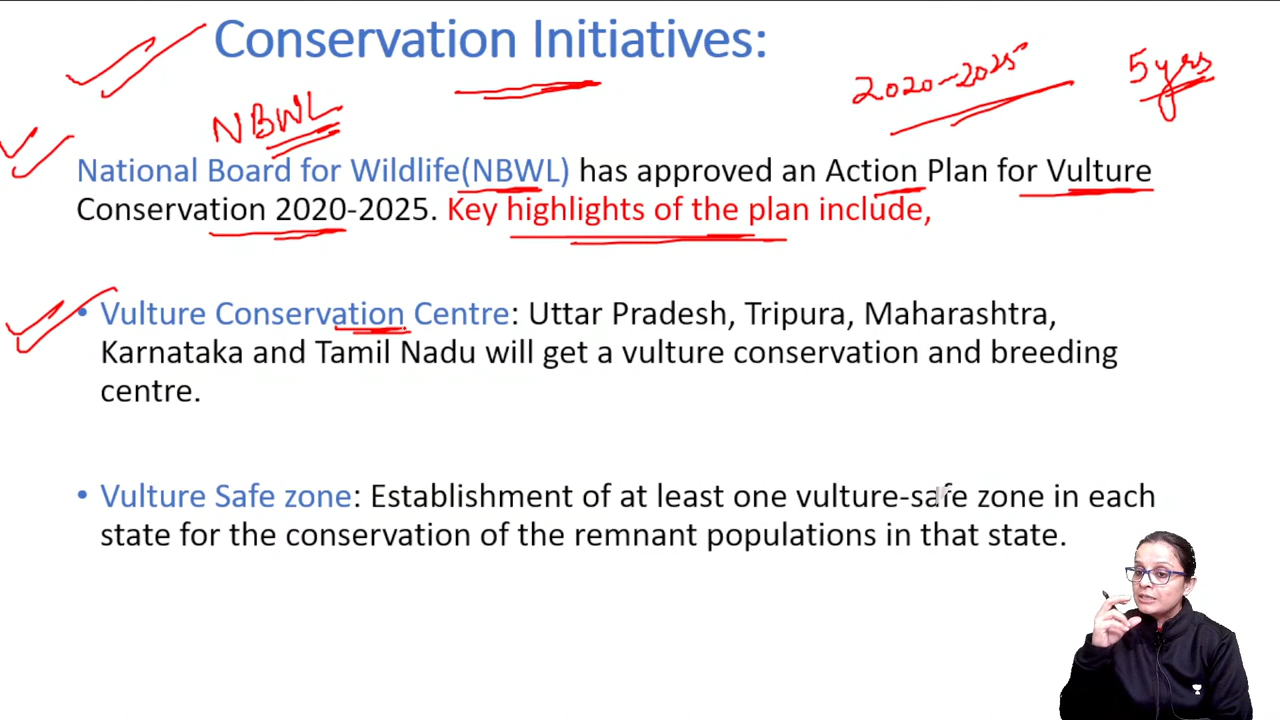 Conservation Initiatives:
2020-2025
5 yrs
NBWL
National Board for Wildlife(NBWL) has approved an Action Plan for Vulture
Conservation 2020-2025. Key highlights of the plan include,
• Vulture Conservation Centre: Uttar Pradesh, Tripura, Maharashtra,
Karnataka and Tamil Nadu will get a vulture conservation and breeding
centre.
• Vulture Safe zone: Establishment of at least one vulture-safe zone in each
state for the conservation of the remnant populations in that state.